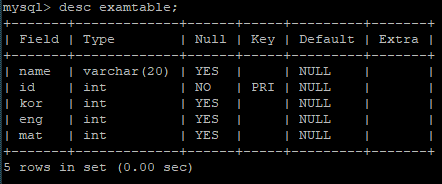 mysql> desc examtable;
+-------+-------------+------+-----+---------+-------+
| Field | Type        | Null | Key | Default | Extra |
+-------+-------------+------+-----+---------+-------+
| name  | varchar(20) | YES  |     | NULL    |       |
| id    | int         | NO   | PRI | NULL    |       |
| kor   | int         | YES  |     | NULL    |       |
| eng   | int         | YES  |     | NULL    |       |
| mat   | int         | YES  |     | NULL    |       |
+-------+-------------+------+-----+---------+-------+
5 rows in set (0.00 sec)